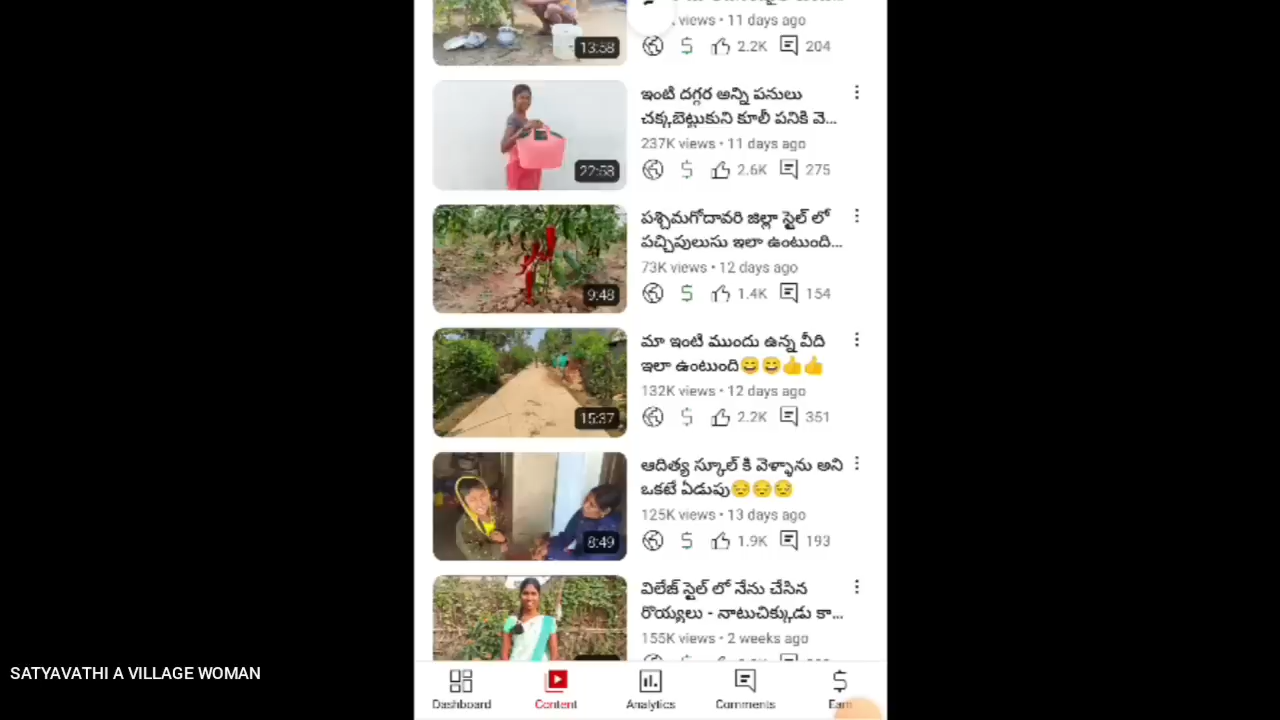 views • 11 days ago
13:58
2.2K
204
ఇంటి దగ్గర అన్ని పనులు
చక్కబెట్టుకుని కూలీ పనికి వె...
237K views • 11 days ago
22:58
2.6K
275
పశ్చిమగోదావరి జిల్లా స్టైల్ లో
పచ్చిపులుసు ఇలా ఉంటుంది...
73K views • 12 days ago
9:48
1.4K
154
మా ఇంటి ముందు ఉన్న వీధి
ఇలా ఉంటుంది😄😄👍👍
132K views • 12 days ago
15:37
2.2K
351
ఆదిత్య స్కూల్ కి వెళ్ళాను అని
ఒకటే ఏడుపు😔😔😔
125K views • 13 days ago
8:49
1.9K
193
విలేజ్ స్టైల్ లో నేను చేసిన
రొయ్యలు - నాటుచిక్కుడు కా...
155K views • 2 weeks ago
SATYAVATHI A VILLAGE WOMAN
Dashboard
Content
Analytics
Comments
Earn